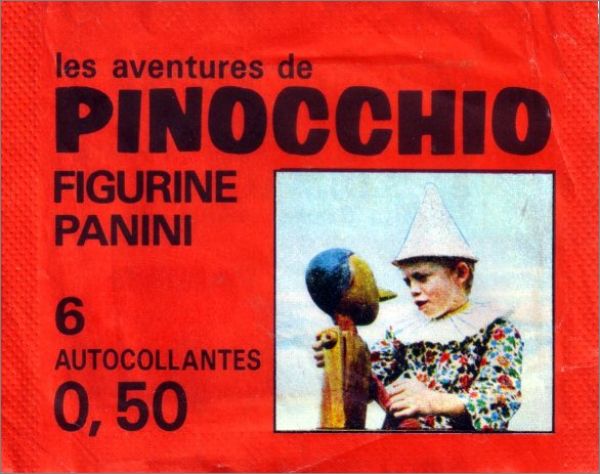 les aventures de
PINOCCHIO
FIGURINE
PANINI
6
AUTOCOLLANTES
0,50